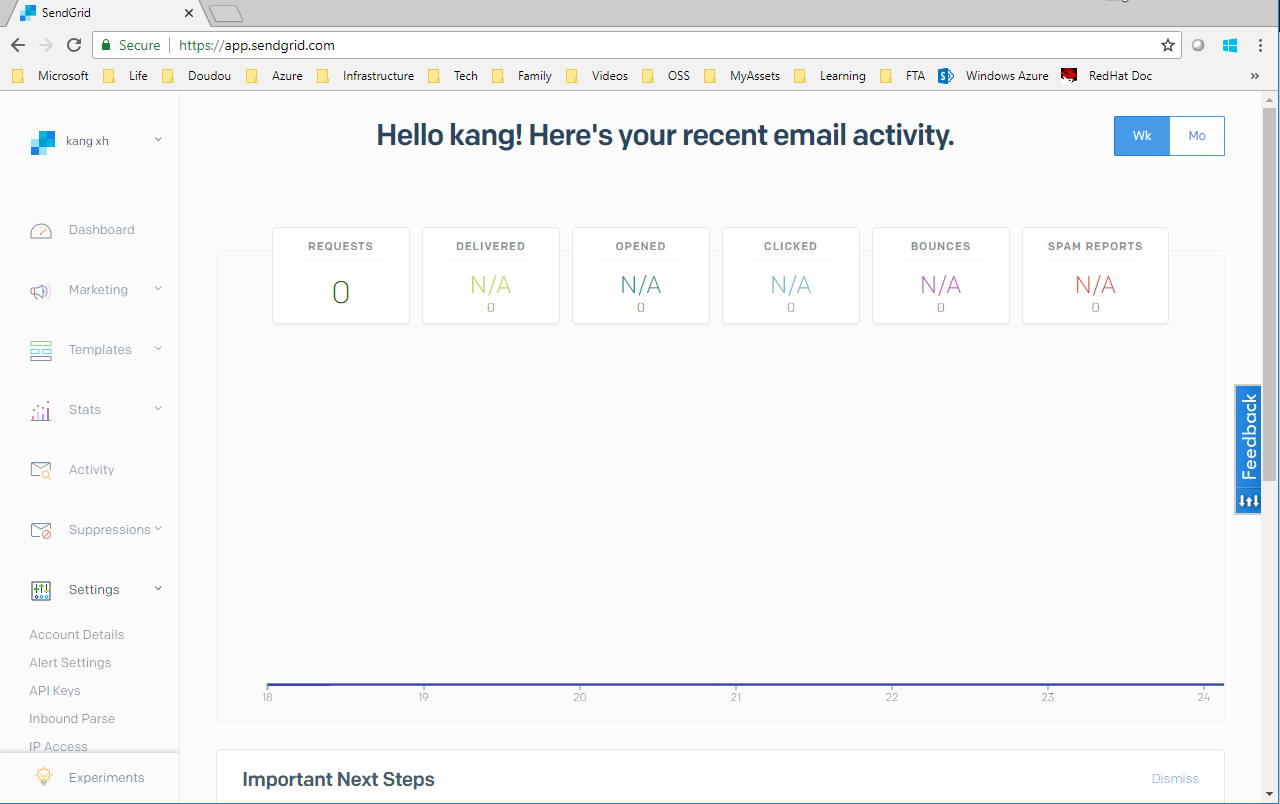 SendGrid
Secure https://app.sendgrid.com
Microsoft Life Doudou Azure Infrastructure Tech Family Videos OSS MyAssets Learning FTA Windows Azure RedHat Doc »
kang xh
Hello kang! Here's your recent email activity.
Wk Mo
Dashboard
Marketing
Templates
Stats
Activity
Suppressions
Settings
Account Details
Alert Settings
API Keys
Inbound Parse
IP Access
Experiments
REQUESTS DELIVERED OPENED CLICKED BOUNCES SPAM REPORTS
0 N/A N/A N/A N/A N/A
0 0 0 0 0
Feedback
18 19 20 21 22 23 24
Important Next Steps
Dismiss